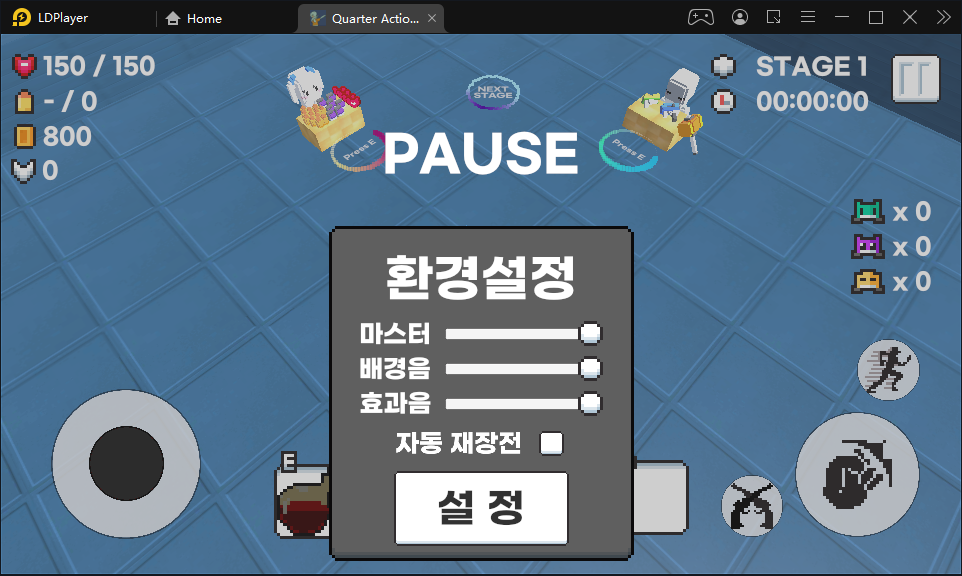 LDPlayer
Home
Quarter Actio...
150 / 150
- / 0
800
0
NEXT
STAGE
Press E
Press E
STAGE 1
00:00:00
PAUSE
x 0
x 0
x 0
환경설정
마스터
배경음
효과음
자동 재장전
설 정
E